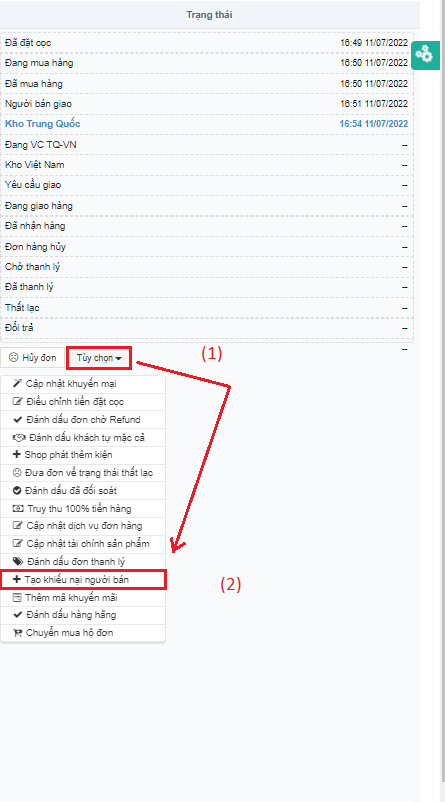 Trạng thái
Đã đặt cọc 16:49 11/07/2022
Đang mua hàng 16:50 11/07/2022
Đã mua hàng 16:50 11/07/2022
Người bán giao 16:51 11/07/2022
Kho Trung Quốc 16:54 11/07/2022
Đang VC TQ-VN --
Kho Việt Nam --
Yêu cầu giao --
Đang giao hàng --
Đã nhận hàng --
Đơn hàng hủy --
Chờ thanh lý --
Đã thanh lý --
Thất lạc --
Đổi trả --
--
Hủy đơn Tùy chọn (1)
Cập nhật khuyến mại
Điều chỉnh tiền đặt cọc
Đánh dấu đơn chờ Refund
Đánh dấu khách tự mặc cả
Shop phát thêm kiện
Đưa đơn về trạng thái thất lạc
Đánh dấu đã đối soát
Truy thu 100% tiền hàng
Cập nhật dịch vụ đơn hàng
Cập nhật tài chính sản phẩm
Đánh dấu đơn thanh lý
Tạo khiếu nại người bán (2)
Thêm mã khuyến mãi
Đánh dấu hàng hãng
Chuyển mua hộ đơn